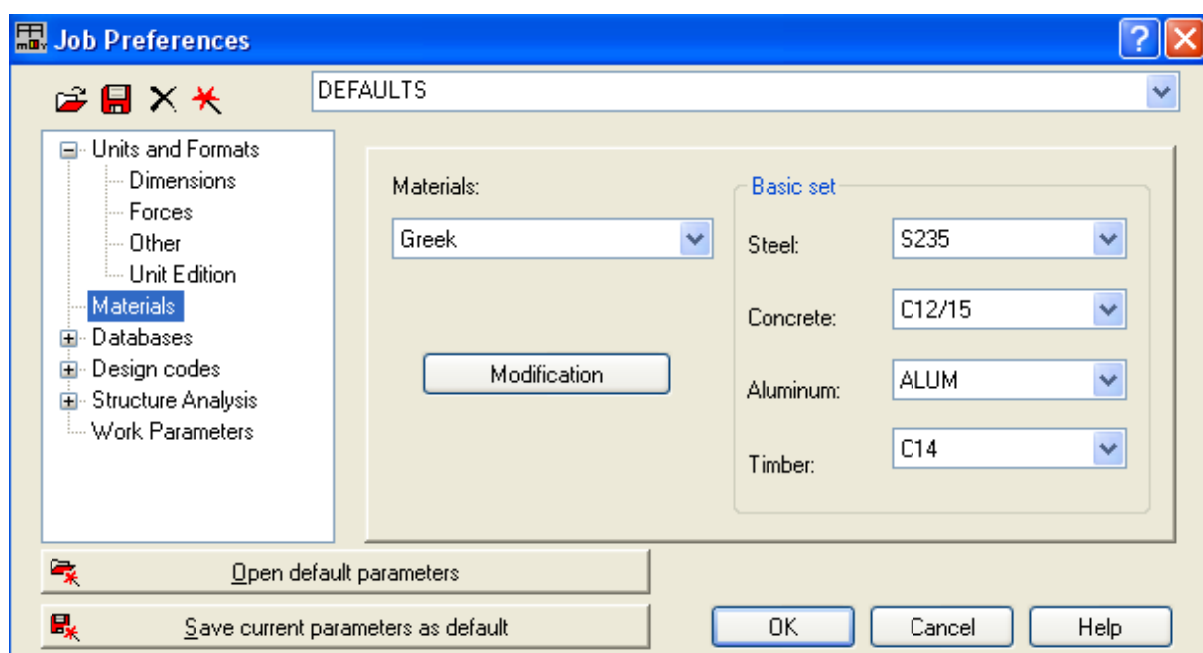 Job Preferences
DEFAULTS
Units and Formats
Dimensions
Forces
Other
Unit Edition
Materials
Databases
Design codes
Structure Analysis
Work Parameters
Materials:
Greek
Modification
Basic set
Steel: S235
Concrete: C12/15
Aluminum: ALUM
Timber: C14
Open default parameters
Save current parameters as default
OK Cancel Help